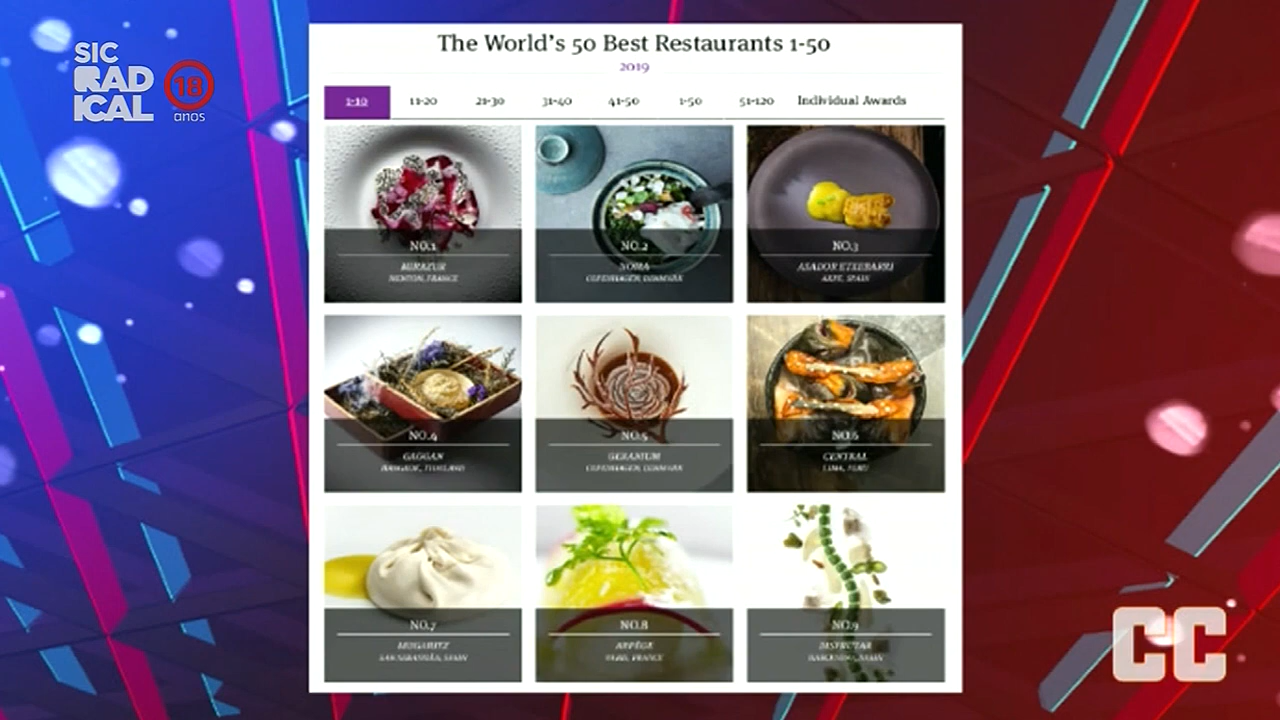 SIC
RADICAL
18
anos
The World's 50 Best Restaurants 1-50
2019
1-10 11-20 21-30 31-40 41-50 1-50 51-120 Individual Awards
NO.1
MIRAZUR
MENTON, FRANCE
NO.2
NOMA
COPENHAGEN, DENMARK
NO.3
ASADOR ETXEBARRI
AXPE, SPAIN
NO.4
GAGGAN
BANGKOK, THAILAND
NO.5
GERANIUM
COPENHAGEN, DENMARK
NO.6
CENTRAL
LIMA, PERU
NO.7
MUGARITZ
SAN SEBASTIÁN, SPAIN
NO.8
ARPÈGE
PARIS, FRANCE
NO.9
DISFRUTAR
BARCELONA, SPAIN
CC